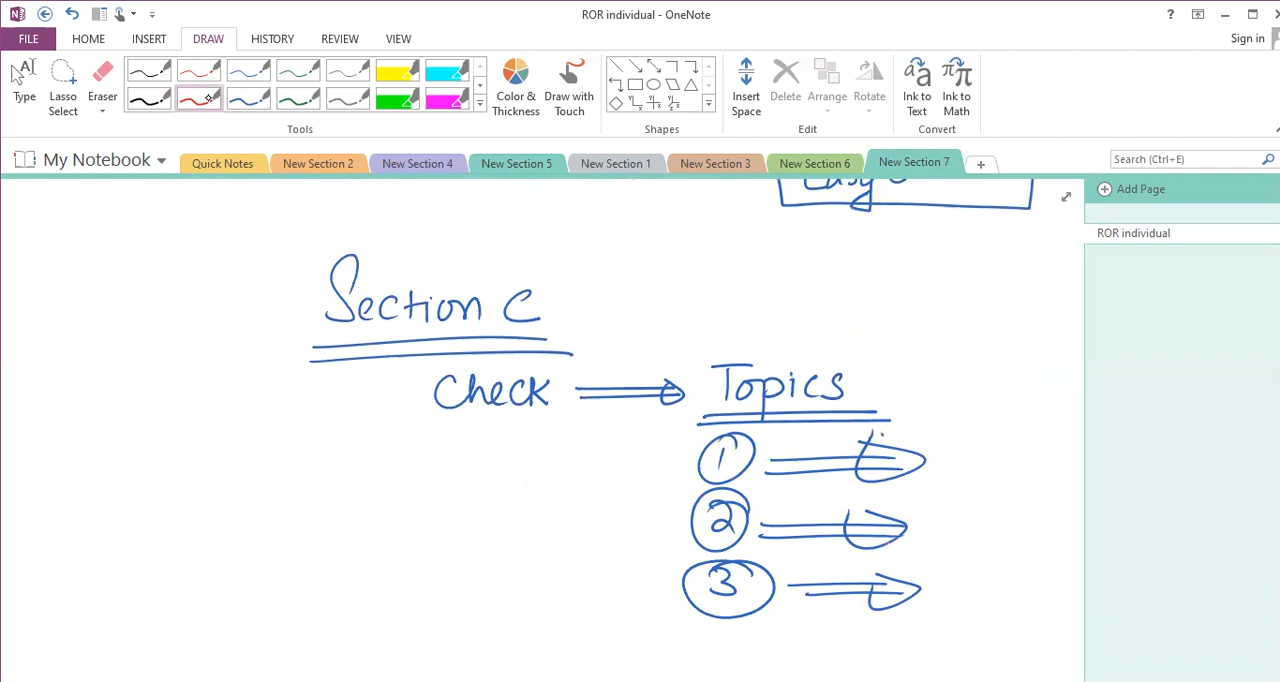 ROR individual - OneNote
?
FILE HOME INSERT DRAW HISTORY REVIEW VIEW
Sign in
Type
Lasso Select
Eraser
Color & Thickness
Draw with Touch
Insert Space
Delete
Arrange
Rotate
Ink to Text
Ink to Math
Tools
Shapes
Edit
Convert
My Notebook
Quick Notes New Section 2 New Section 4 New Section 5 New Section 1 New Section 3 New Section 6 New Section 7
Search (Ctrl+E)
Add Page
ROR individual
Section C
Check
Topics
1
2
3